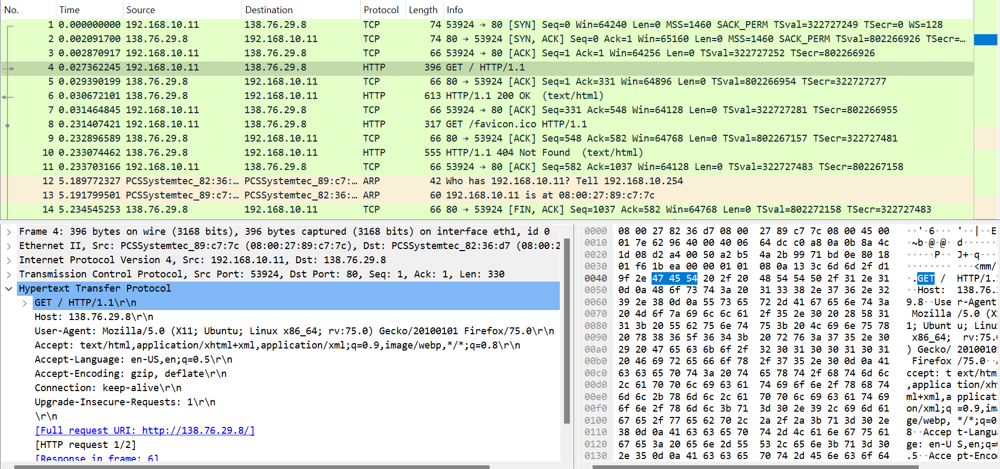 No. Time Source Destination Protocol Length Info
1 0.000000000 192.168.10.11 138.76.29.8 TCP 74 53924 → 80 [SYN] Seq=0 Win=64240 Len=0 MSS=1460 SACK_PERM TSval=322727249 TSecr=0 WS=128
2 0.002091700 138.76.29.8 192.168.10.11 TCP 74 80 → 53924 [SYN, ACK] Seq=0 Ack=1 Win=65160 Len=0 MSS=1460 SACK_PERM TSval=802266926 TSecr=…
3 0.002870917 192.168.10.11 138.76.29.8 TCP 66 53924 → 80 [ACK] Seq=1 Ack=1 Win=64256 Len=0 TSval=322727252 TSecr=802266926
4 0.027362245 192.168.10.11 138.76.29.8 HTTP 396 GET / HTTP/1.1
5 0.029390199 138.76.29.8 192.168.10.11 TCP 66 80 → 53924 [ACK] Seq=1 Ack=331 Win=64896 Len=0 TSval=802266954 TSecr=322727277
6 0.030672101 138.76.29.8 192.168.10.11 HTTP 613 HTTP/1.1 200 OK  (text/html)
7 0.031464845 192.168.10.11 138.76.29.8 TCP 66 53924 → 80 [ACK] Seq=331 Ack=548 Win=64128 Len=0 TSval=322727281 TSecr=802266955
8 0.231407421 192.168.10.11 138.76.29.8 HTTP 317 GET /favicon.ico HTTP/1.1
9 0.232896589 138.76.29.8 192.168.10.11 TCP 66 80 → 53924 [ACK] Seq=548 Ack=582 Win=64768 Len=0 TSval=802267157 TSecr=322727481
10 0.233074462 138.76.29.8 192.168.10.11 HTTP 555 HTTP/1.1 404 Not Found  (text/html)
11 0.233703166 192.168.10.11 138.76.29.8 TCP 66 53924 → 80 [ACK] Seq=582 Ack=1037 Win=64128 Len=0 TSval=322727483 TSecr=802267158
12 5.189772327 PCSSystemtec_82:36:… PCSSystemtec_89:c7:… ARP 42 Who has 192.168.10.11? Tell 192.168.10.254
13 5.191799501 PCSSystemtec_89:c7:… PCSSystemtec_82:36:… ARP 60 192.168.10.11 is at 08:00:27:89:c7:7c
14 5.234545253 138.76.29.8 192.168.10.11 TCP 66 80 → 53924 [FIN, ACK] Seq=1037 Ack=582 Win=64768 Len=0 TSval=802272158 TSecr=322727483
Frame 4: 396 bytes on wire (3168 bits), 396 bytes captured (3168 bits) on interface eth1, id 0
Ethernet II, Src: PCSSystemtec_89:c7:7c (08:00:27:89:c7:7c), Dst: PCSSystemtec_82:36:d7 (08:00:2
Internet Protocol Version 4, Src: 192.168.10.11, Dst: 138.76.29.8
Transmission Control Protocol, Src Port: 53924, Dst Port: 80, Seq: 1, Ack: 1, Len: 330
Hypertext Transfer Protocol
GET / HTTP/1.1\r\n
Host: 138.76.29.8\r\n
User-Agent: Mozilla/5.0 (X11; Ubuntu; Linux x86_64; rv:75.0) Gecko/20100101 Firefox/75.0\r\n
Accept: text/html,application/xhtml+xml,application/xml;q=0.9,image/webp,*/*;q=0.8\r\n
Accept-Language: en-US,en;q=0.5\r\n
Accept-Encoding: gzip, deflate\r\n
Connection: keep-alive\r\n
Upgrade-Insecure-Requests: 1\r\n
\r\n
[Full request URI: http://138.76.29.8/]
[HTTP request 1/2]
[Response in frame: 6]
0000 08 00 27 82 36 d7 08 00 27 89 c7 7c 08 00 45 00 ··'·6··· '··|··E
0010 01 7e 62 96 40 00 40 06 64 dc c0 a8 0a 0b 8a 4c ·~b·@·@· d······
0020 1d 08 d2 a4 00 50 a2 b5 4a 2b 99 71 bd 0e 80 18 ·····P·· J+·q···
0030 01 f6 1b ea 00 00 01 01 08 0a 13 3c 6d 6d 2f d1 ········ ···<mm/
0040 9f 2e 47 45 54 20 2f 20 48 54 54 50 2f 31 2e 31 ·.GET / HTTP/1.
0050 0d 0a 48 6f 73 74 3a 20 31 33 38 2e 37 36 2e 32 ··Host: 138.76.
0060 39 2e 38 0d 0a 55 73 65 72 2d 41 67 65 6e 74 3a 9.8··Use r-Agent
0070 20 4d 6f 7a 69 6c 6c 61 2f 35 2e 30 20 28 58 31 Mozilla /5.0 (X
0080 31 3b 20 55 62 75 6e 74 75 3b 20 4c 69 6e 75 78 1; Ubunt u; Linu
0090 20 78 38 36 5f 36 34 3b 20 72 76 3a 37 35 2e 30 x86_64; rv:75.
00a0 29 20 47 65 63 6b 6f 2f 32 30 31 30 30 31 30 31 ) Gecko/ 2010010
00b0 20 46 69 72 65 66 6f 78 2f 37 35 2e 30 0d 0a 41 Firefox /75.0··
00c0 63 63 65 70 74 3a 20 74 65 78 74 2f 68 74 6d 6c ccept: t ext/htm
00d0 2c 61 70 70 6c 69 63 61 74 69 6f 6e 2f 78 68 74 ,applica tion/xh
00e0 6d 6c 2b 78 6d 6c 2c 61 70 70 6c 69 63 61 74 69 ml+xml,a pplicat
00f0 6f 6e 2f 78 6d 6c 3b 71 3d 30 2e 39 2c 69 6d 61 on/xml;q =0.9,im
0100 67 65 2f 77 65 62 70 2c 2a 2f 2a 3b 71 3d 30 2e ge/webp, */*;q=0
0110 38 0d 0a 41 63 63 65 70 74 2d 4c 61 6e 67 75 61 8··Accep t-Langu
0120 67 65 3a 20 65 6e 2d 55 53 2c 65 6e 3b 71 3d 30 ge: en-U S,en;q=
0130 2e 35 0d 0a 41 63 63 65 70 74 2d 45 6e 63 6f 64 .5··Acce pt-Enco